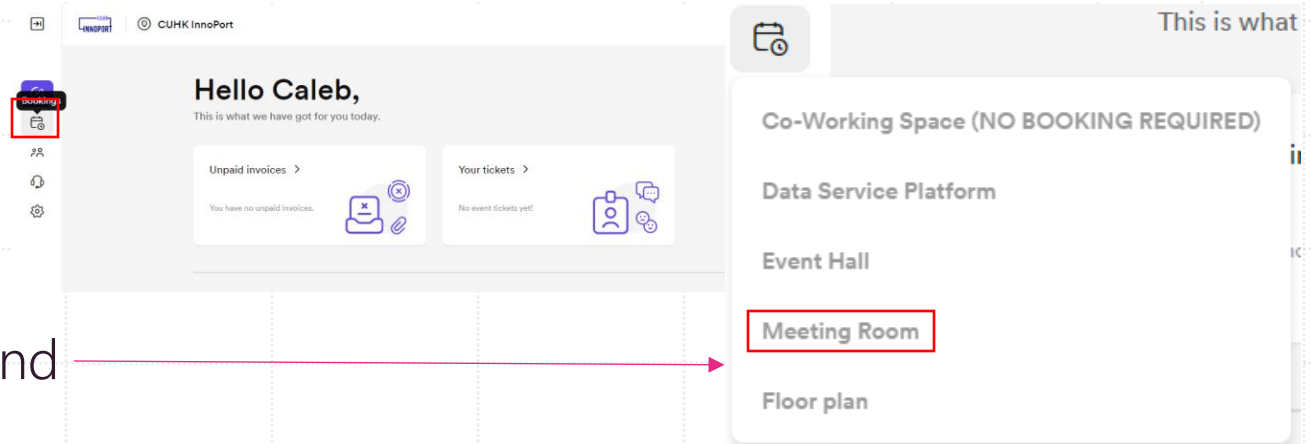 CUHK
INNOPORT
CUHK InnoPort
Bookings
Hello Caleb,
This is what we have got for you today.
Unpaid invoices >
You have no unpaid invoices.
Your tickets >
No event tickets yet!
nd
This is what
Co-Working Space (NO BOOKING REQUIRED)
Data Service Platform
Event Hall
Meeting Room
Floor plan